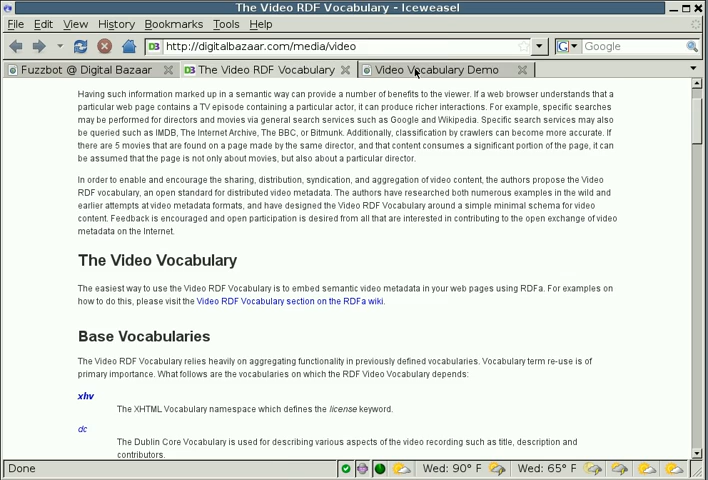 The Video RDF Vocabulary - Iceweasel
File Edit View History Bookmarks Tools Help
http://digitalbazaar.com/media/video
Google
Fuzzbot @ Digital Bazaar
The Video RDF Vocabulary
Video Vocabulary Demo
Having such information marked up in a semantic way can provide a number of benefits to the viewer. If a web browser understands that a
particular web page contains a TV episode containing a particular actor, it can produce richer interactions. For example, specific searches
may be performed for directors and movies via general search services such as Google and Wikipedia. Specific search services may also
be queried such as IMDB, The Internet Archive, The BBC, or Bitmunk. Additionally, classification by crawlers can become more accurate. If
there are 5 movies that are found on a page made by the same director, and that content consumes a significant portion of the page, it can
be assumed that the page is not only about movies, but also about a particular director.
In order to enable and encourage the sharing, distribution, syndication, and aggregation of video content, the authors propose the Video
RDF vocabulary, an open standard for distributed video metadata. The authors have researched both numerous examples in the wild and
earlier attempts at video metadata formats, and have designed the Video RDF Vocabulary around a simple minimal schema for video
content. Feedback is encouraged and open participation is desired from all that are interested in contributing to the open exchange of video
metadata on the Internet.
The Video Vocabulary
The easiest way to use the Video RDF Vocabulary is to embed semantic video metadata in your web pages using RDFa. For examples on
how to do this, please visit the Video RDF Vocabulary section on the RDFa wiki.
Base Vocabularies
The Video RDF Vocabulary relies heavily on aggregating functionality in previously defined vocabularies. Vocabulary term re-use is of
primary importance. What follows are the vocabularies on which the RDF Video Vocabulary depends:
xhv
The XHTML Vocabulary namespace which defines the license keyword.
dc
The Dublin Core Vocabulary is used for describing various aspects of the video recording such as title, description and
contributors.
Done
Wed: 90° F
Wed: 65° F